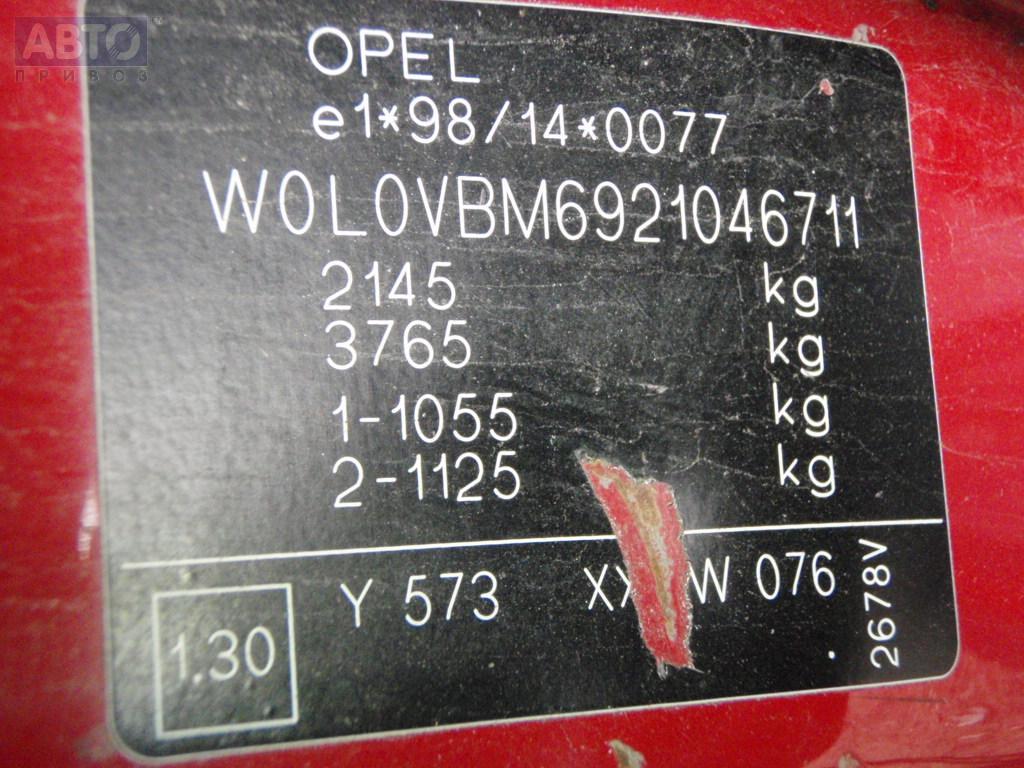 АВТО
ПРИВОЗ
OPEL
e1*98/14*0077
W0L0VBM6921046711
2145 kg
3765 kg
1-1055 kg
2-1125 kg
1.30
Y 573 W 076
2678V